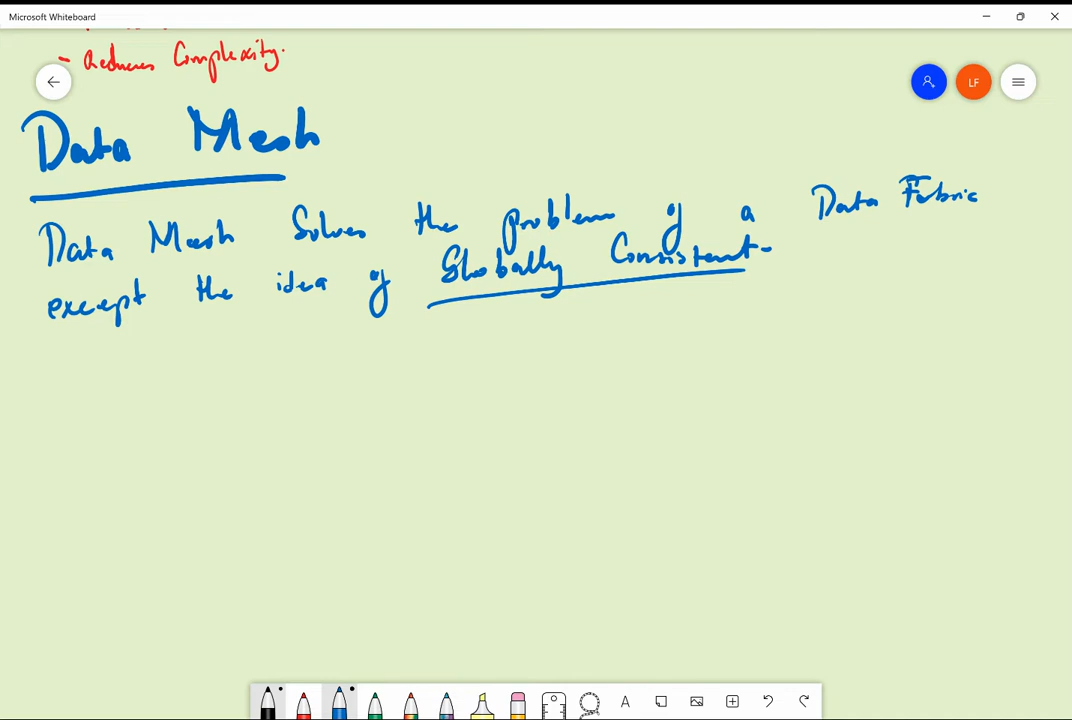 Microsoft Whiteboard
- Reduces Complexity.
LF
Data Mesh
Data Mesh Solves the problem of a Data Fabric
except the idea of Globally Consistent-
A